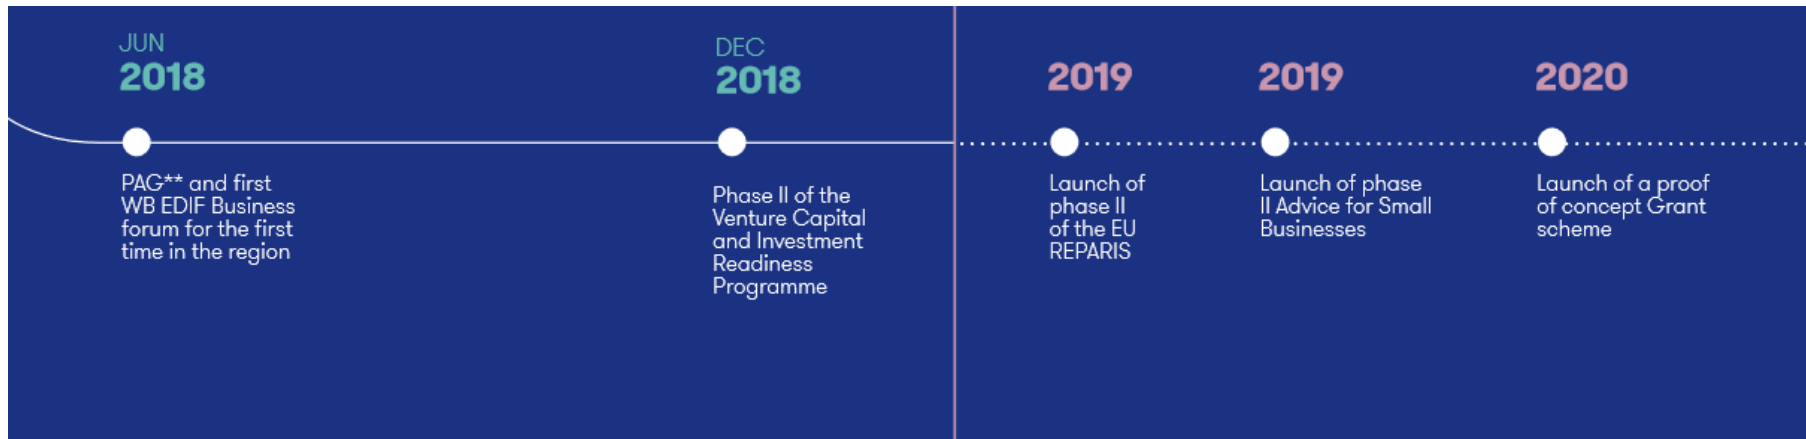 JUN
2018
PAG** and first
WB EDIF Business
forum for the first
time in the region
DEC
2018
Phase II of the
Venture Capital
and Investment
Readiness
Programme
2019
Launch of
phase II
of the EU
REPARIS
2019
Launch of phase
II Advice for Small
Businesses
2020
Launch of a proof
of concept Grant
scheme